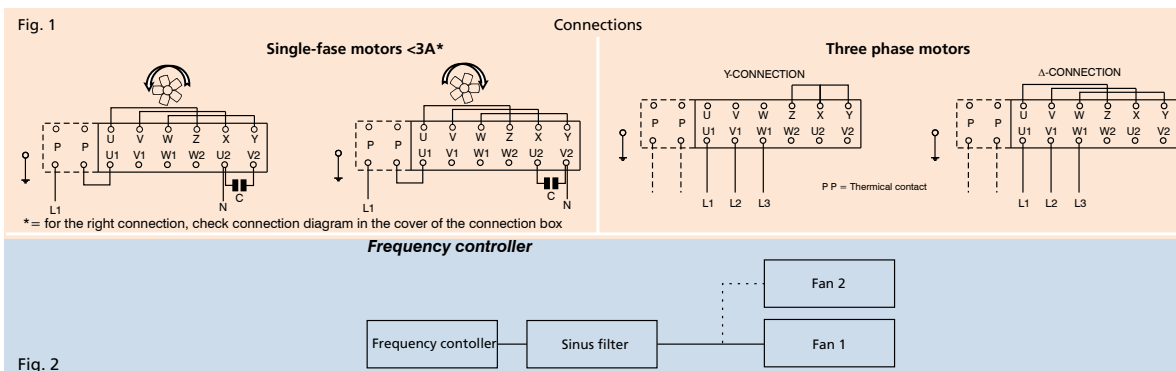 Fig. 1
Connections
Single-fase motors <3A*
Three phase motors
Y-CONNECTION
Δ-CONNECTION
P P U V W Z X Y
U1 V1 W1 W2 U2 V2
L1
N
C
P P U V W Z X Y
U1 V1 W1 W2 U2 V2
L1
C
N
P P U V W Z X Y
U1 V1 W1 W2 U2 V2
L1 L2 L3
P P = Thermical contact
P P U V W Z X Y
U1 V1 W1 W2 U2 V2
L1 L2 L3
*= for the right connection, check connection diagram in the cover of the connection box
Frequency controller
Fan 2
Frequency contoller
Sinus filter
Fan 1
Fig. 2